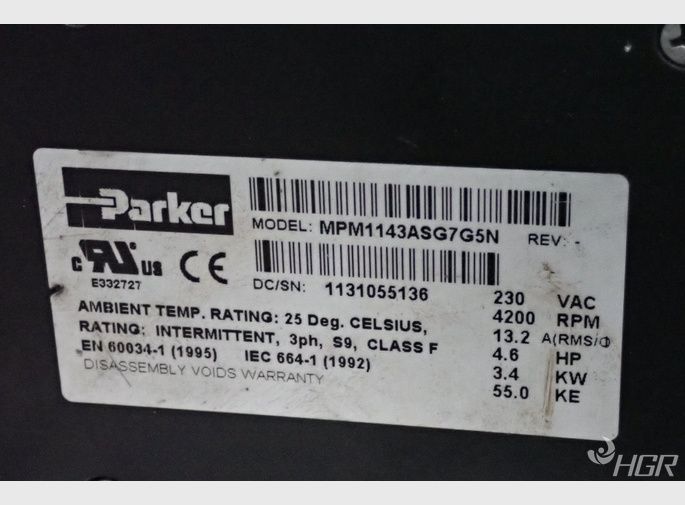 Parker
MODEL: MPM1143ASG7G5N REV: -
c RU US CE
E332727
DC/SN: 1131055136
230 VAC
AMBIENT TEMP. RATING: 25 Deg. CELSIUS, 4200 RPM
RATING: INTERMITTENT, 3ph, S9, CLASS F 13.2 A(RMS/Φ
EN 60034-1 (1995) IEC 664-1 (1992) 4.6 HP
DISASSEMBLY VOIDS WARRANTY 3.4 KW
55.0 KE
HGR